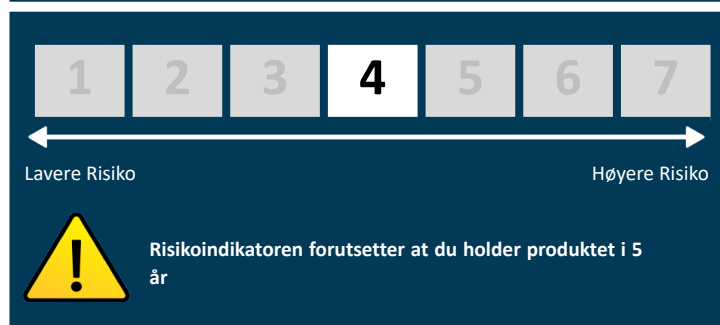 1 2 3 4 5 6 7
Lavere Risiko Høyere Risiko
Risikoindikatoren forutsetter at du holder produktet i 5
år